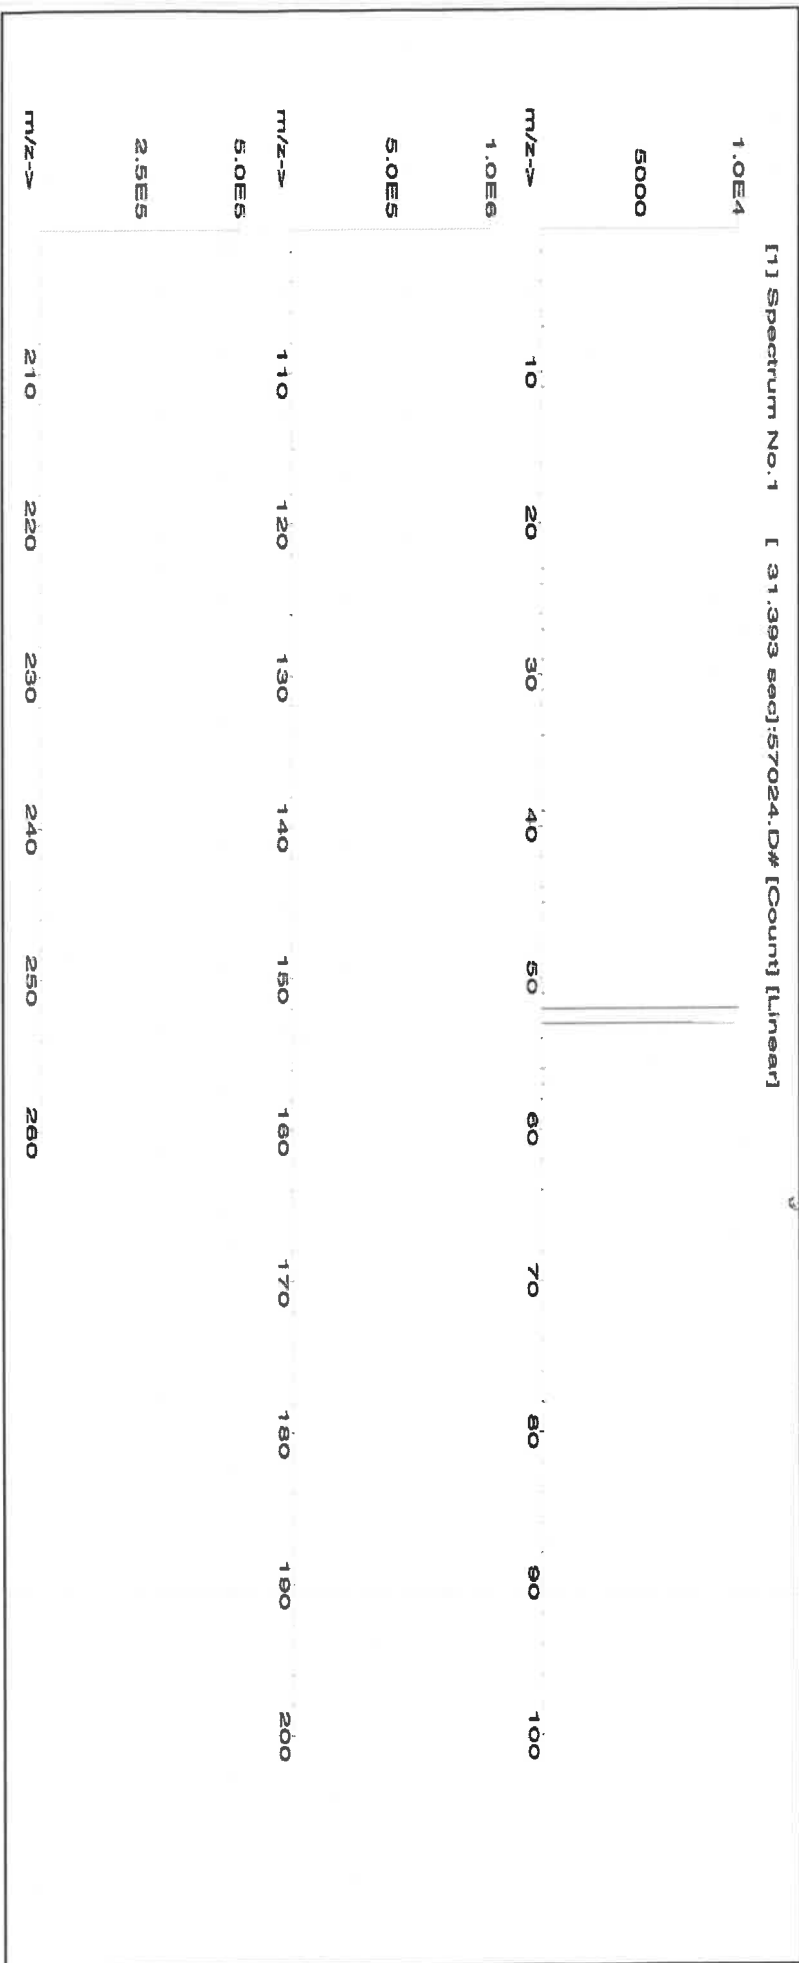 [1] Spectrum No.1 [ 31.393 sec]:57024.D# [Count] [Linear]
1.0E4
5000
m/z-> 10 20 30 40 50 60 70 80 90 100
1.0E6
5.0E5
m/z-> 110 120 130 140 150 160 170 180 190 200
5.0E5
2.5E5
m/z-> 210 220 230 240 250 260